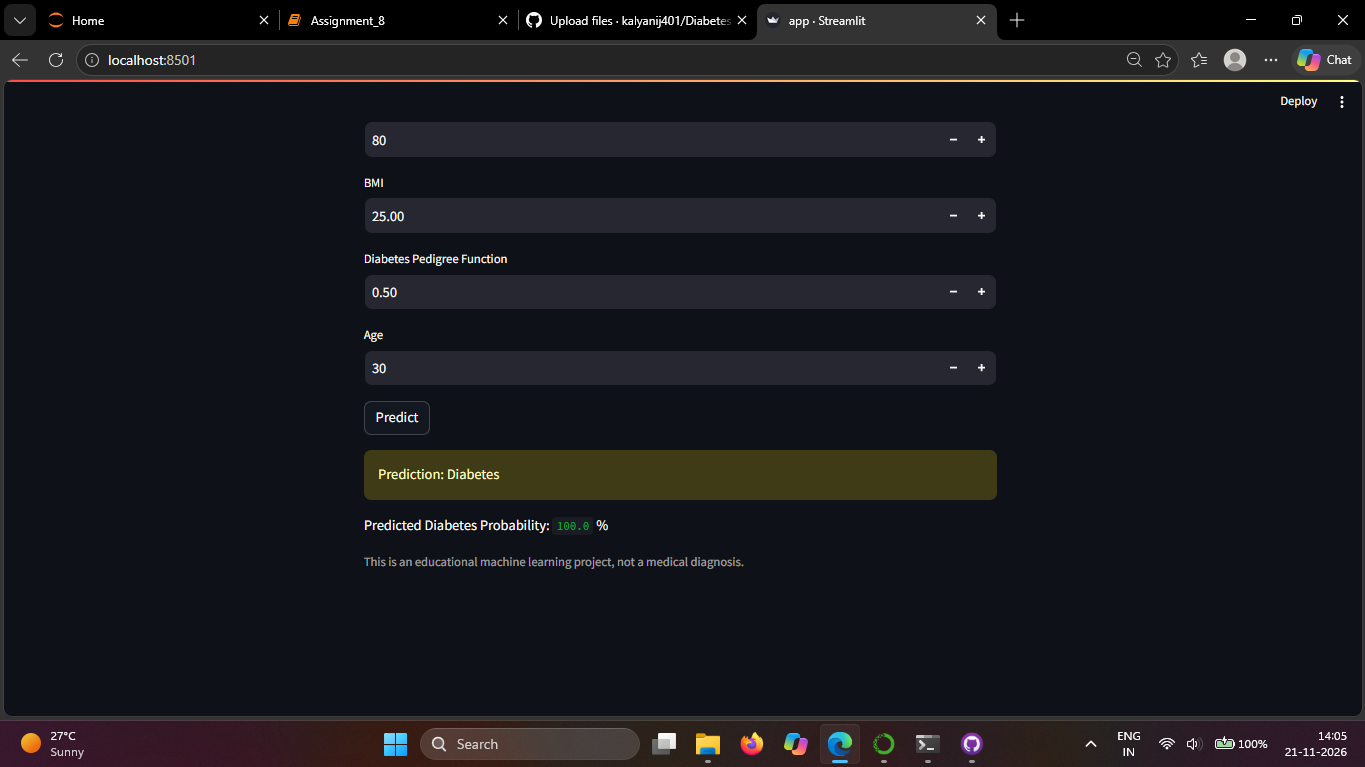 Home
Assignment_8
Upload files · kalyanij401/Diabetes
app · Streamlit
localhost:8501
Chat
Deploy
80
BMI
25.00
Diabetes Pedigree Function
0.50
Age
30
Predict
Prediction: Diabetes
Predicted Diabetes Probability: 100.0 %
This is an educational machine learning project, not a medical diagnosis.
27°C
Sunny
Search
ENG
IN
100%
14:05
21-11-2026